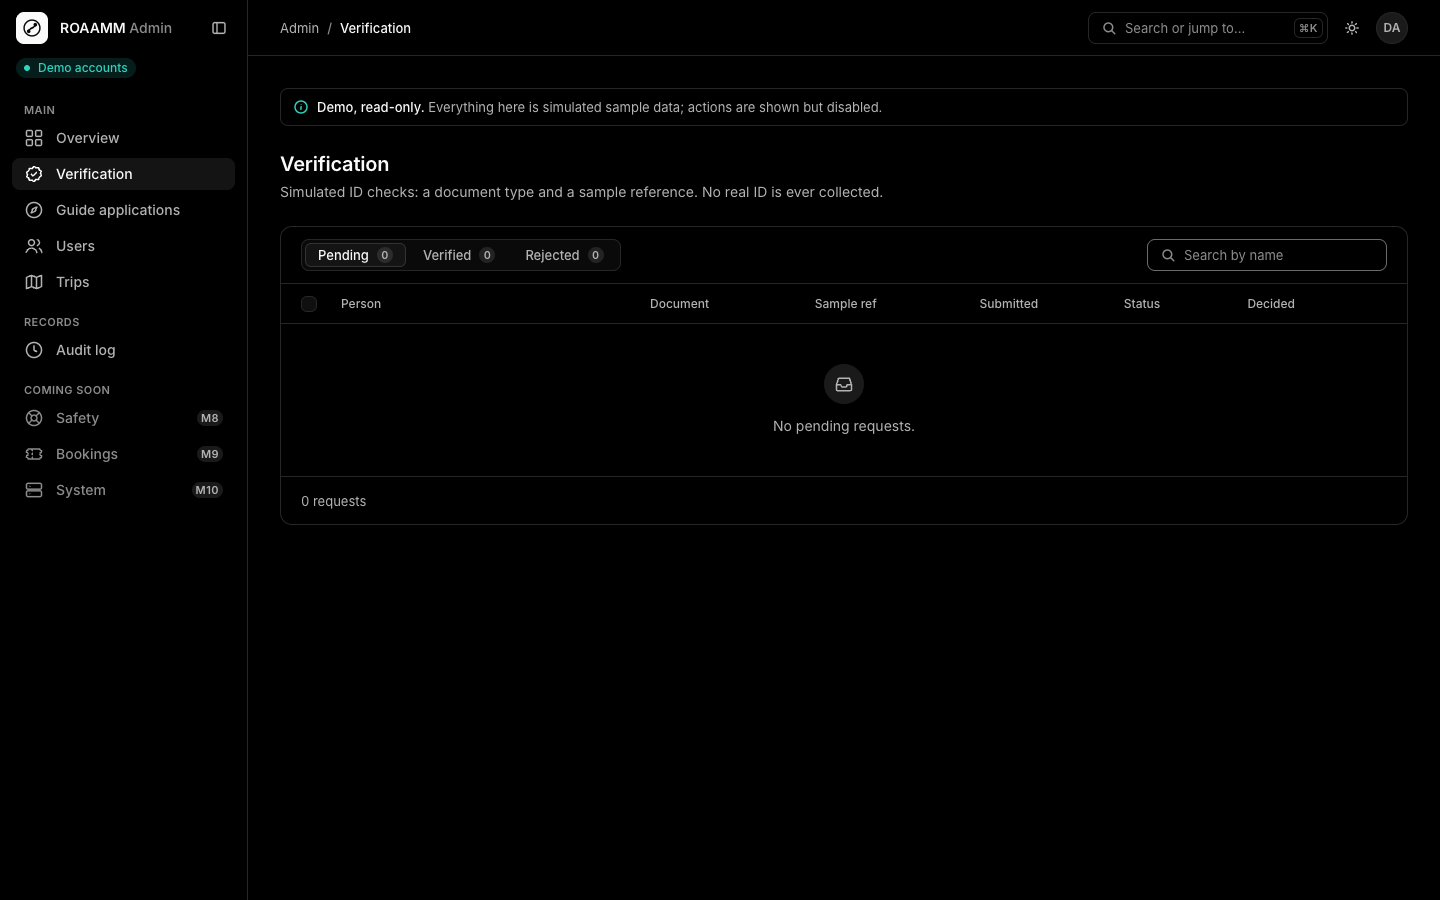 ROAAMM Admin
Demo accounts
MAIN
Overview
Verification
Guide applications
Users
Trips
RECORDS
Audit log
COMING SOON
Safety M8
Bookings M9
System M10
Admin / Verification
Search or jump to... ⌘K
DA
Demo, read-only. Everything here is simulated sample data; actions are shown but disabled.
Verification
Simulated ID checks: a document type and a sample reference. No real ID is ever collected.
Pending 0 Verified 0 Rejected 0
Search by name
Person Document Sample ref Submitted Status Decided
No pending requests.
0 requests